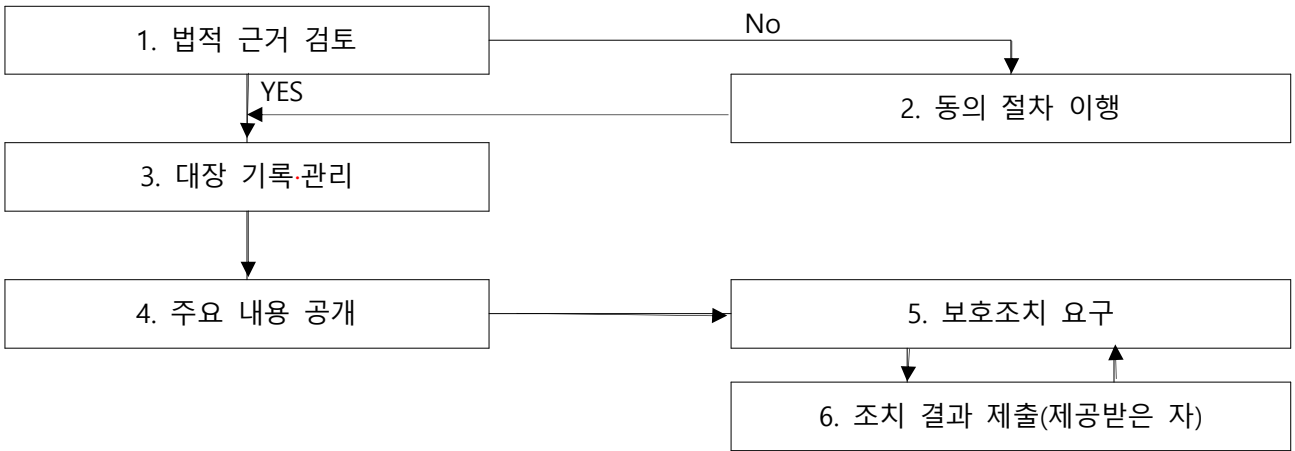 1. 법적 근거 검토
No
YES
2. 동의 절차 이행
3. 대장 기록·관리
4. 주요 내용 공개
5. 보호조치 요구
6. 조치 결과 제출(제공받은 자)